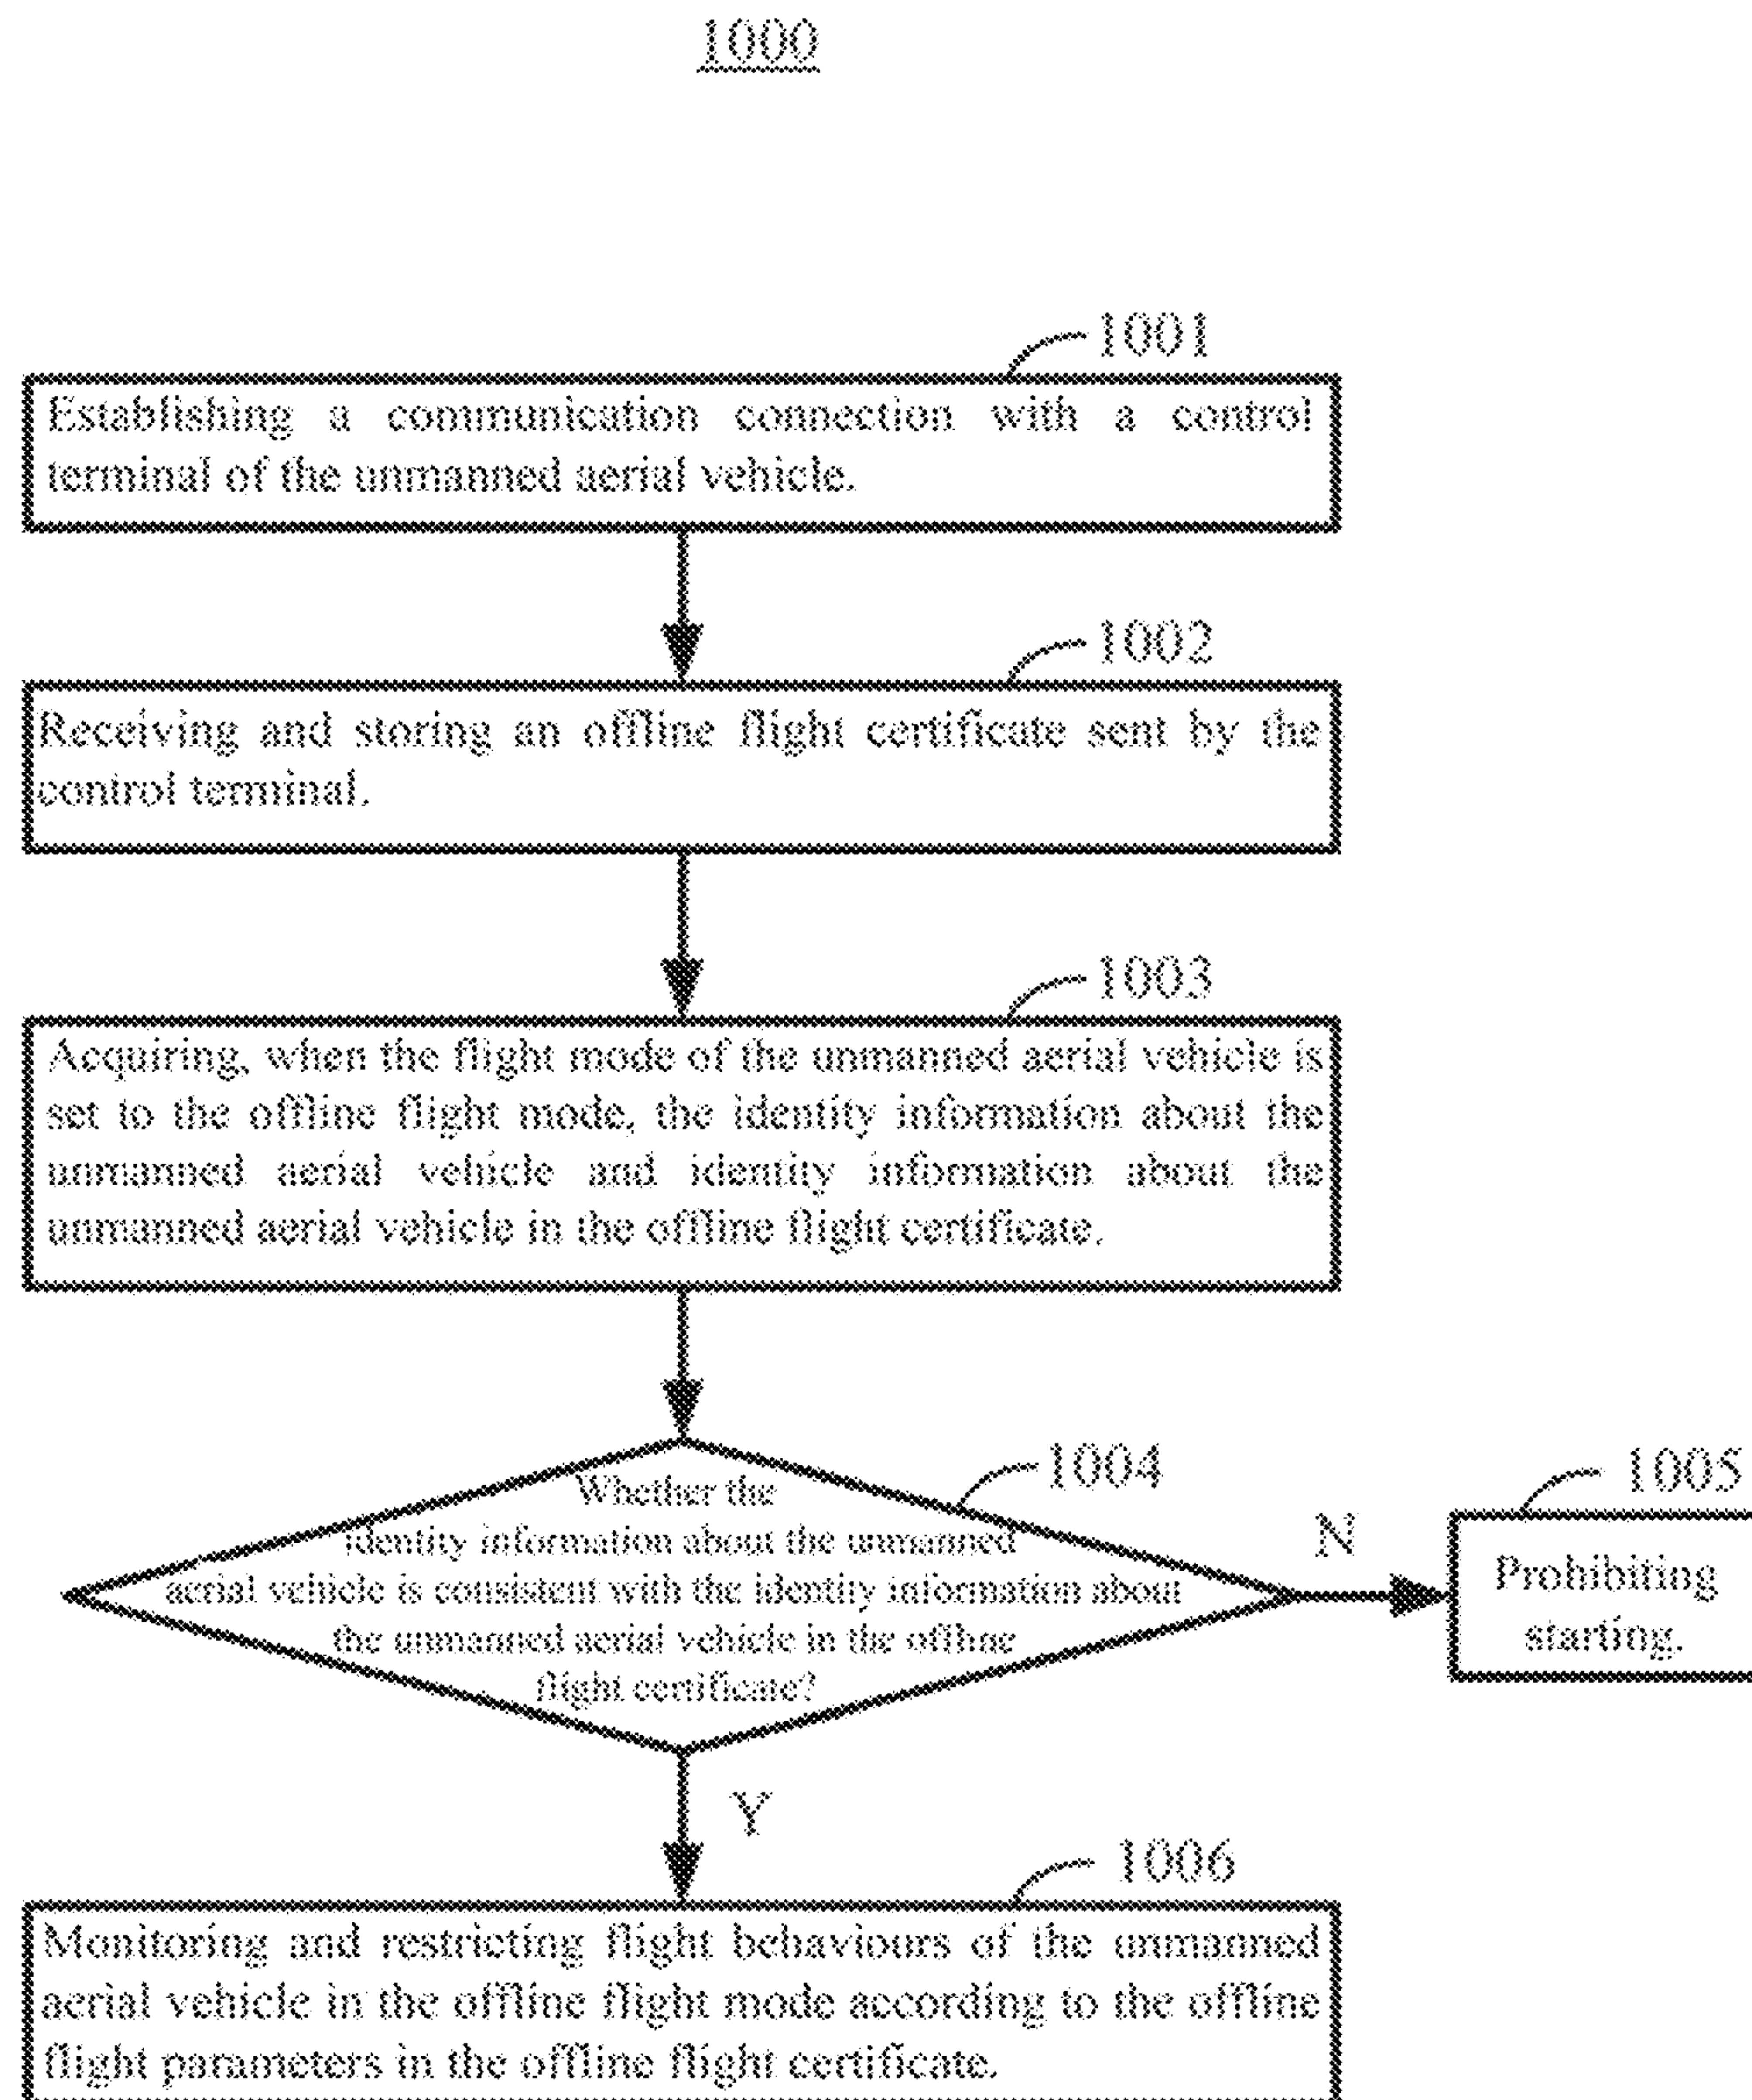 1000
1001
Establishing a communication connection with a control
terminal of the unmanned aerial vehicle.
1002
Receiving and storing an offline flight certificate sent by the
control terminal.
1003
Acquiring, when the flight mode of the unmanned aerial vehicle is
set to the offline flight mode, the identity information about the
unmanned aerial vehicle and identity information about the
unmanned aerial vehicle in the offline flight certificate.
1004
Whether the
identity information about the unmanned
aerial vehicle is consistent with the identity information about
the unmanned aerial vehicle in the offline
flight certificate?
N
1005
Prohibiting
starting.
Y
1006
Monitoring and restricting flight behaviours of the unmanned
aerial vehicle in the offline flight mode according to the offline
flight parameters in the offline flight certificate.